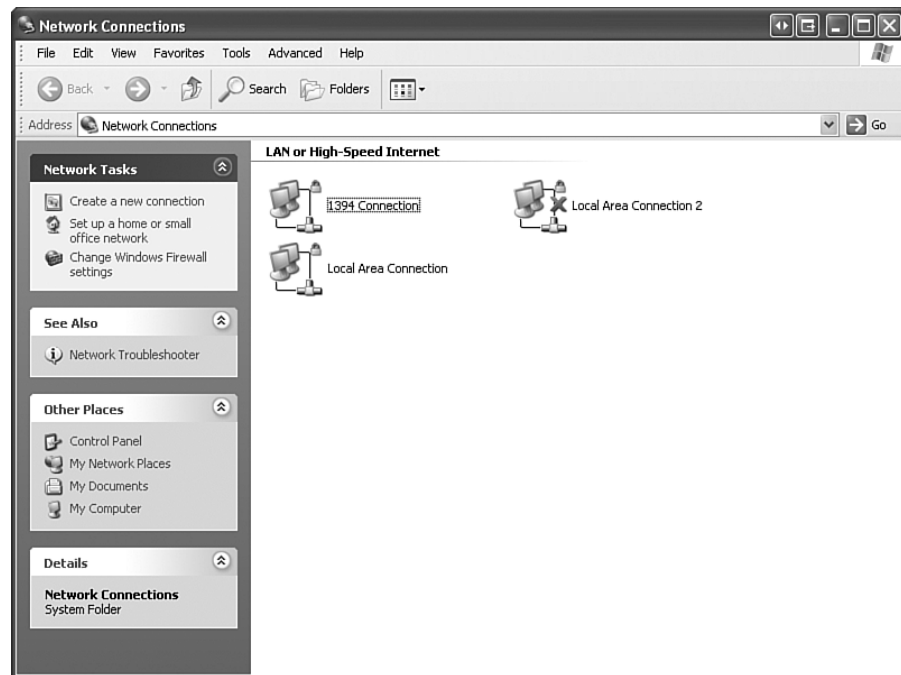 Network Connections
File Edit View Favorites Tools Advanced Help
Back Search Folders
Address Network Connections Go
Network Tasks
Create a new connection
Set up a home or small
office network
Change Windows Firewall
settings
See Also
Network Troubleshooter
Other Places
Control Panel
My Network Places
My Documents
My Computer
Details
Network Connections
System Folder
LAN or High-Speed Internet
1394 Connection
Local Area Connection 2
Local Area Connection